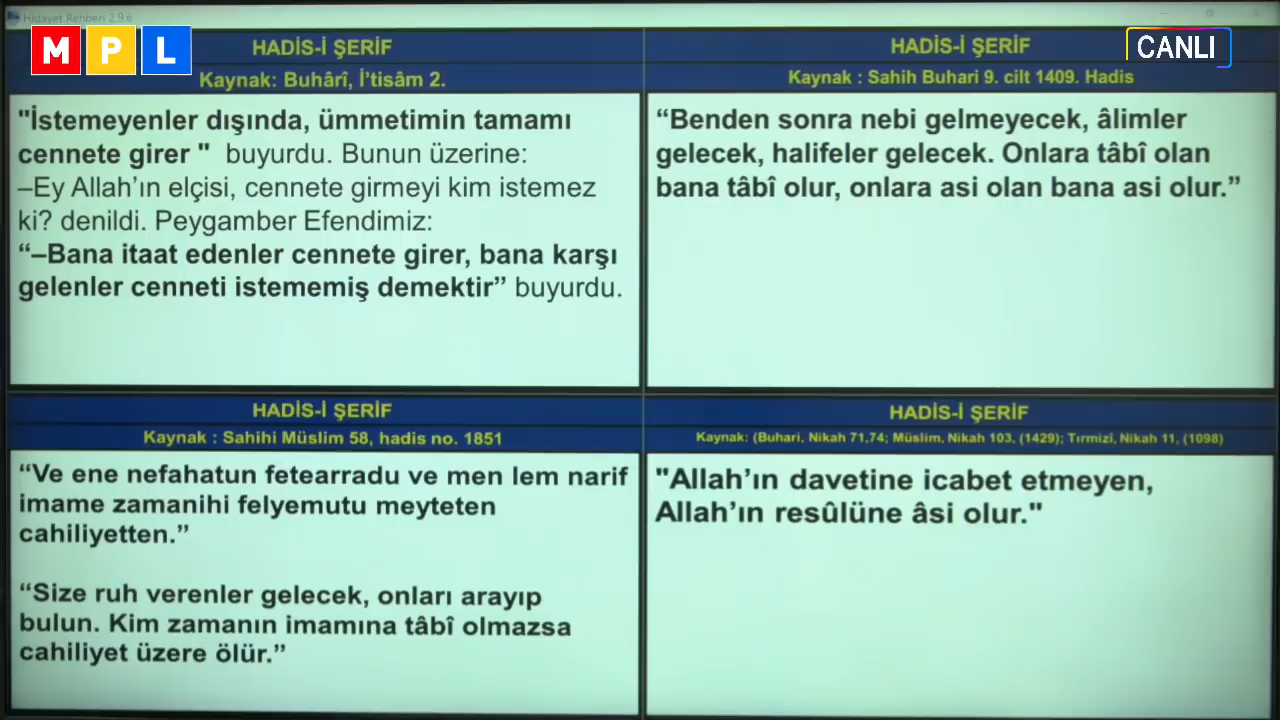 Hidayet Rehberi 2.9.6
MPL
CANLI
HADİS-İ ŞERİF
Kaynak: Buhârî, İ'tisâm 2.
"İstemeyenler dışında, ümmetimin tamamı
cennete girer " buyurdu. Bunun üzerine:
–Ey Allah’ın elçisi, cennete girmeyi kim istemez
ki? denildi. Peygamber Efendimiz:
“–Bana itaat edenler cennete girer, bana karşı
gelenler cenneti istememiş demektir” buyurdu.
HADİS-İ ŞERİF
Kaynak : Sahih Buhari 9. cilt 1409. Hadis
“Benden sonra nebi gelmeyecek, âlimler
gelecek, halifeler gelecek. Onlara tâbî olan
bana tâbî olur, onlara asi olan bana asi olur.”
HADİS-İ ŞERİF
Kaynak : Sahihi Müslim 58, hadis no. 1851
“Ve ene nefahatun fetearradu ve men lem narif
imame zamanihi felyemutu meyteten
cahiliyetten.”
“Size ruh verenler gelecek, onları arayıp
bulun. Kim zamanın imamına tâbî olmazsa
cahiliyet üzere ölür.”
HADİS-İ ŞERİF
Kaynak: (Buhari, Nikah 71,74; Müslim, Nikah 103, (1429); Tırmizî, Nikah 11, (1098)
"Allah’ın davetine icabet etmeyen,
Allah’ın resûlüne âsi olur."